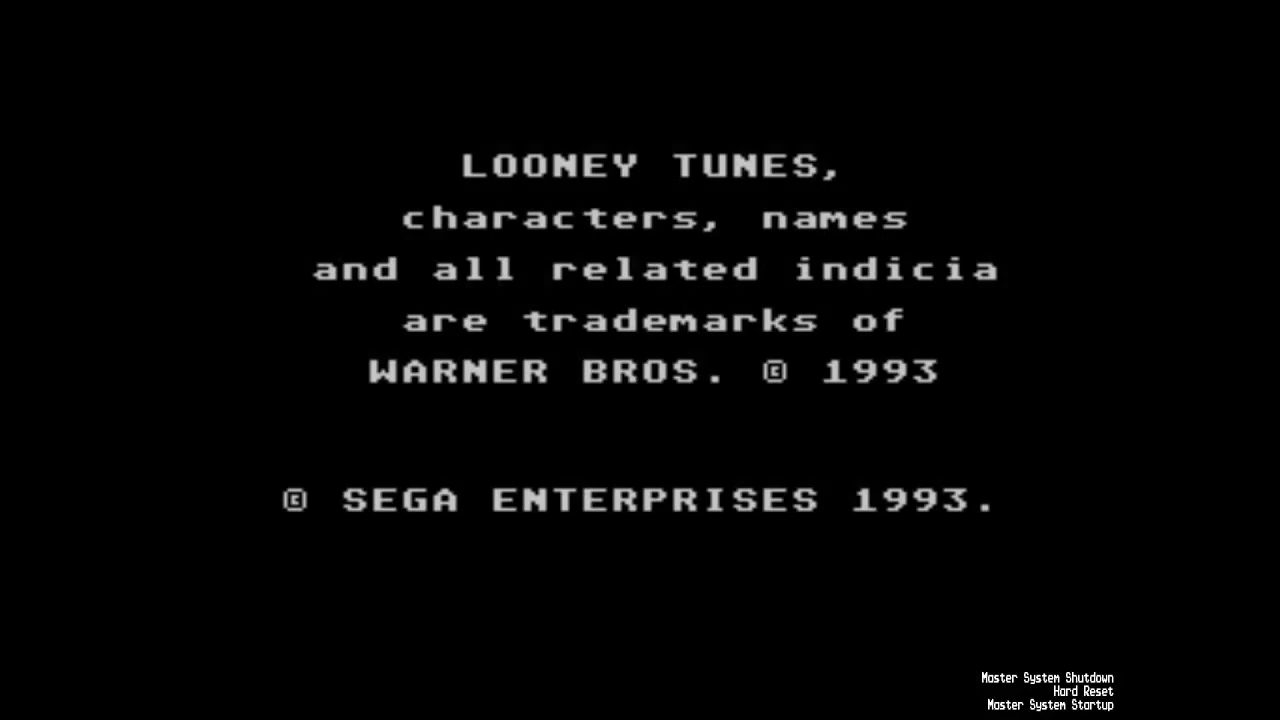 LOONEY TUNES,
characters, names
and all related indicia
are trademarks of
WARNER BROS. © 1993
© SEGA ENTERPRISES 1993.
Master System Shutdown
Hard Reset
Master System Startup